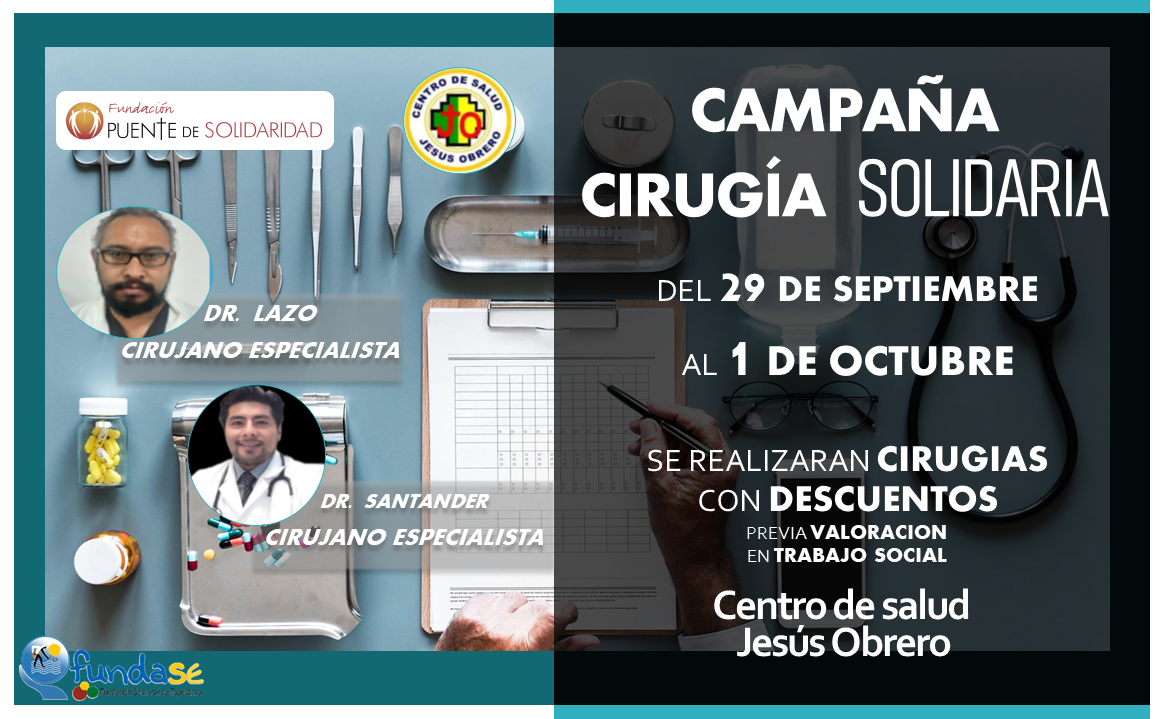 Fundación
PUENTE DE SOLIDARIDAD
CENTRO DE SALUD
JQ
JESUS OBRERO
DR. LAZO
CIRUJANO ESPECIALISTA
DR. SANTANDER
CIRUJANO ESPECIALISTA
fundase
CAMPAÑA
CIRUGÍA SOLIDARIA
DEL 29 DE SEPTIEMBRE
AL 1 DE OCTUBRE
SE REALIZARAN CIRUGIAS
CON DESCUENTOS
PREVIA VALORACION
EN TRABAJO SOCIAL
Centro de salud
Jesús Obrero